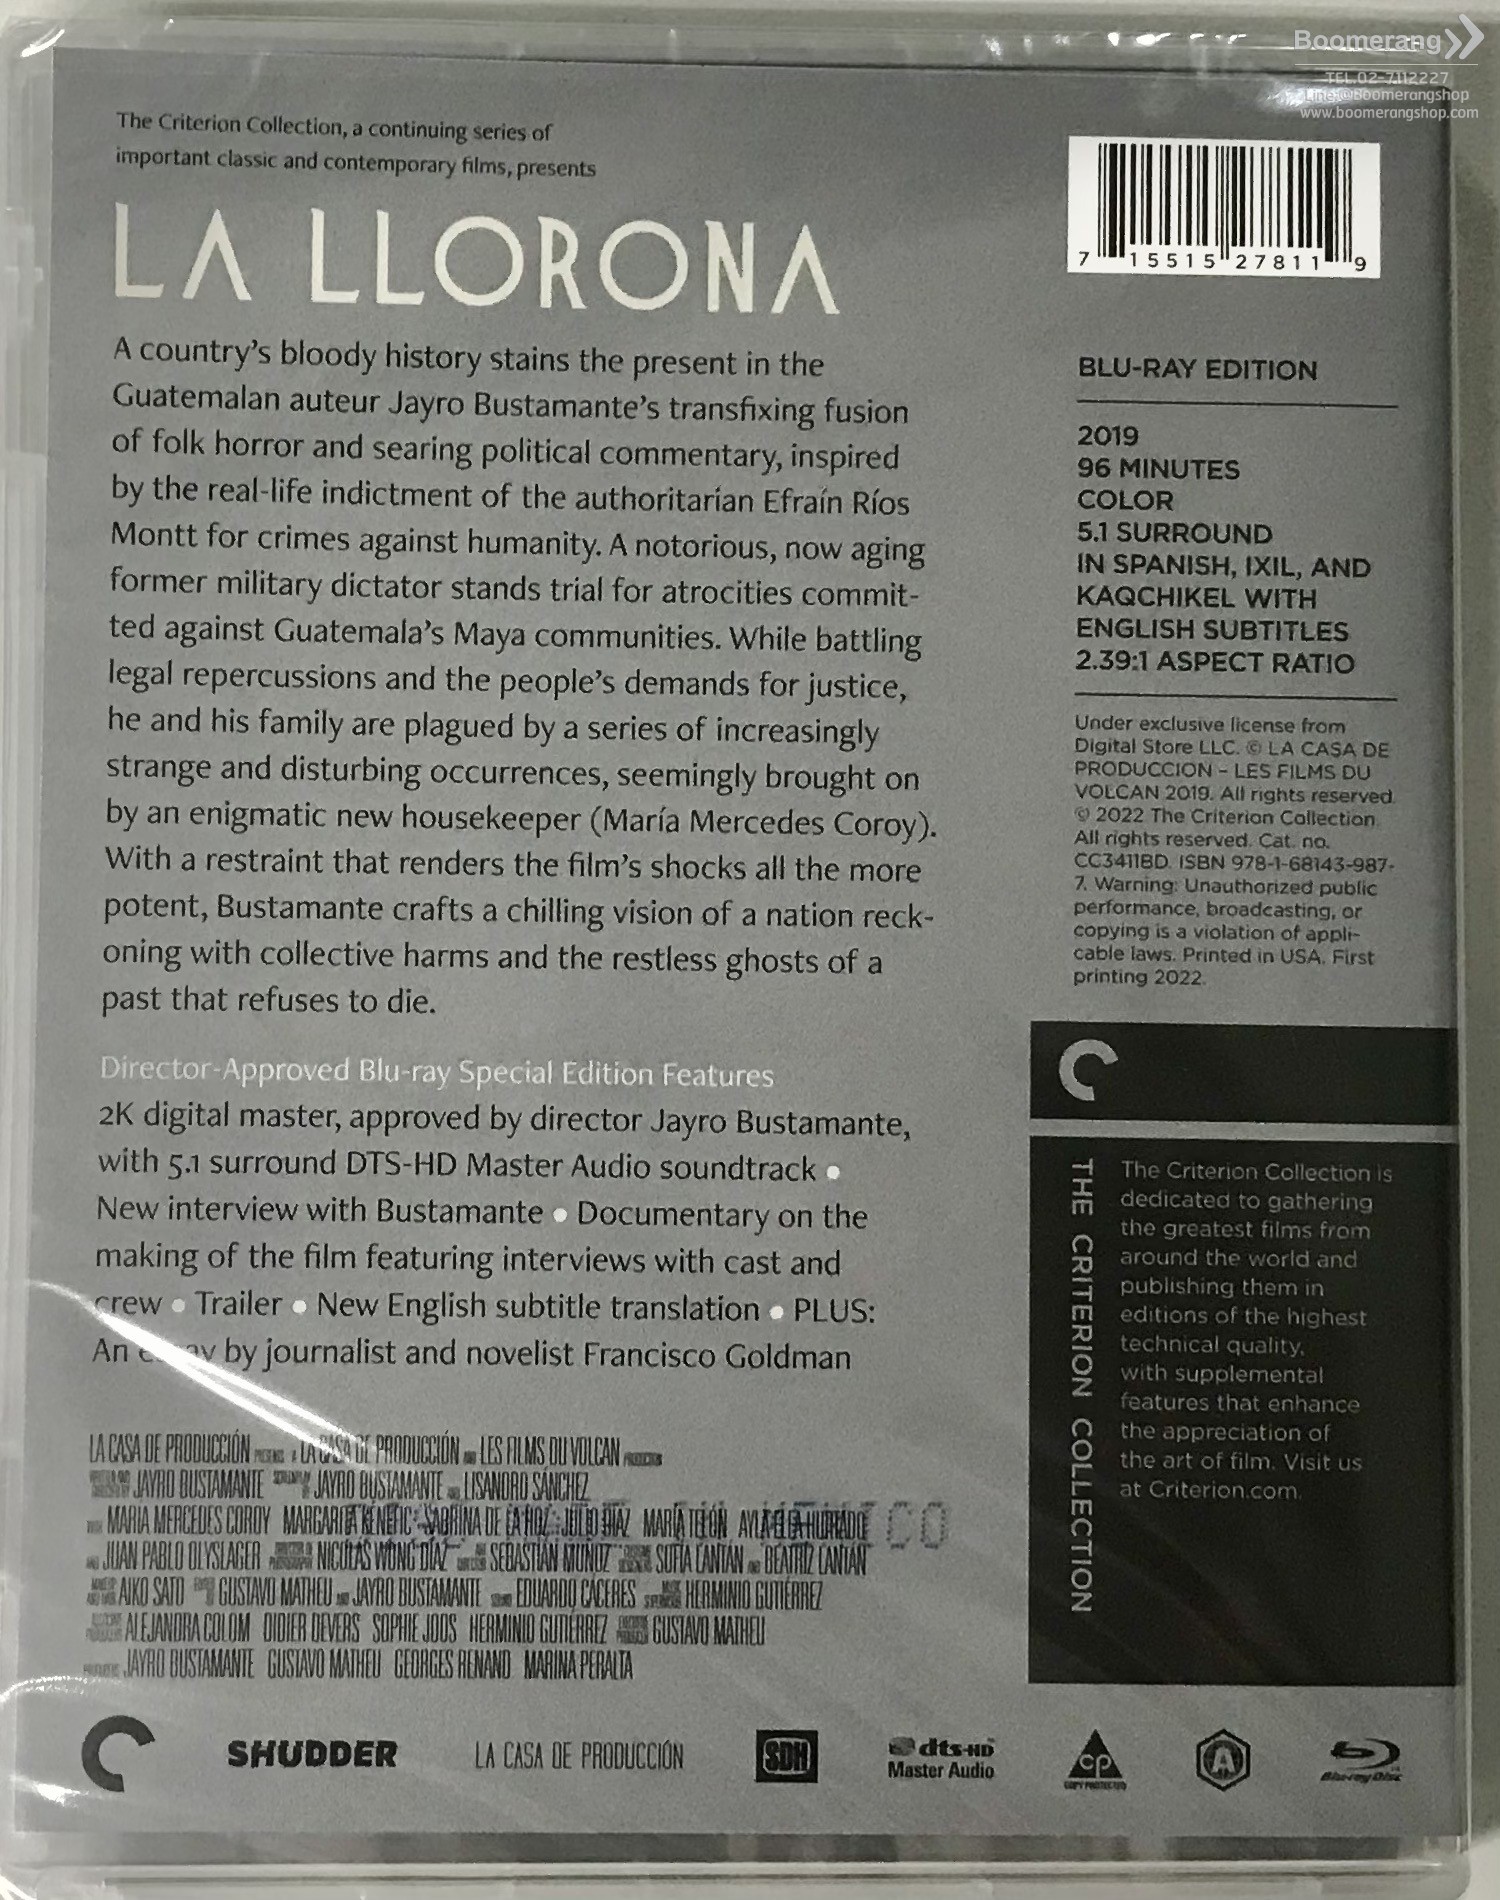 Boomerang
TEL.02-7112227
Line:@Boomerangshop
www.boomerangshop.com
The Criterion Collection, a continuing series of
important classic and contemporary films, presents
LA LLORONA
A country's bloody history stains the present in the
Guatemalan auteur Jayro Bustamante's transfixing fusion
of folk horror and searing political commentary, inspired
by the real-life indictment of the authoritarian Efraín Ríos
Montt for crimes against humanity. A notorious, now aging
former military dictator stands trial for atrocities commit-
ted against Guatemala's Maya communities. While battling
legal repercussions and the people's demands for justice,
he and his family are plagued by a series of increasingly
strange and disturbing occurrences, seemingly brought on
by an enigmatic new housekeeper (María Mercedes Coroy).
With a restraint that renders the film's shocks all the more
potent, Bustamante crafts a chilling vision of a nation reck-
oning with collective harms and the restless ghosts of a
past that refuses to die.
Director-Approved Blu-ray Special Edition Features
2K digital master, approved by director Jayro Bustamante,
with 5.1 surround DTS-HD Master Audio soundtrack •
New interview with Bustamante • Documentary on the
making of the film featuring interviews with cast and
crew • Trailer • New English subtitle translation • PLUS:
An by journalist and novelist Francisco Goldman
LA CASA DE PRODUCCIÓN LA CASA DE PRODUCCIÓN LES FILMS DU VOLCAN
JAYRO BUSTAMANTE JAYRO BUSTAMANTE LISANDRO SÁNCHEZ
MARÍA MERCEDES COROY MARGARITA KENÉFIC SABRINA DE LA HOZ JULIO DÍAZ MARÍA TELÓN AYLA-ELEA HURTADO
JUAN PABLO OLYSLAGER NICOLÁS WONG DÍAZ SEBASTIÁN MUÑOZ SOFÍA LANTÁN BEATRIZ LANTÁN
AIKO SATO GUSTAVO MATHEU JAYRO BUSTAMANTE EDUARDO CÁCERES HERMINIO GUTIÉRREZ
ALEJANDRA COLOM DIDIER DEVERS SOPHIE JOOS HERMINIO GUTIÉRREZ GUSTAVO MATHEU
JAYRO BUSTAMANTE GUSTAVO MATHEU GEORGES RENAND MARINA PERALTA
7 15515 27811 9
BLU-RAY EDITION
2019
96 MINUTES
COLOR
5.1 SURROUND
IN SPANISH, IXIL, AND
KAQCHIKEL WITH
ENGLISH SUBTITLES
2.39:1 ASPECT RATIO
Under exclusive license from
Digital Store LLC. © LA CASA DE
PRODUCCION – LES FILMS DU
VOLCAN 2019. All rights reserved.
© 2022 The Criterion Collection.
All rights reserved. Cat. no.
CC3411BD. ISBN 978-1-68143-987-
7. Warning: Unauthorized public
performance, broadcasting, or
copying is a violation of appli-
cable laws. Printed in USA. First
printing 2022.
THE CRITERION COLLECTION
The Criterion Collection is
dedicated to gathering
the greatest films from
around the world and
publishing them in
editions of the highest
technical quality,
with supplemental
features that enhance
the appreciation of
the art of film. Visit us
at Criterion.com.
SHUDDER
LA CASA DE PRODUCCIÓN
SDH
dts-HD
Master Audio
CP
COPY PROTECTED
A
Blu-ray Disc